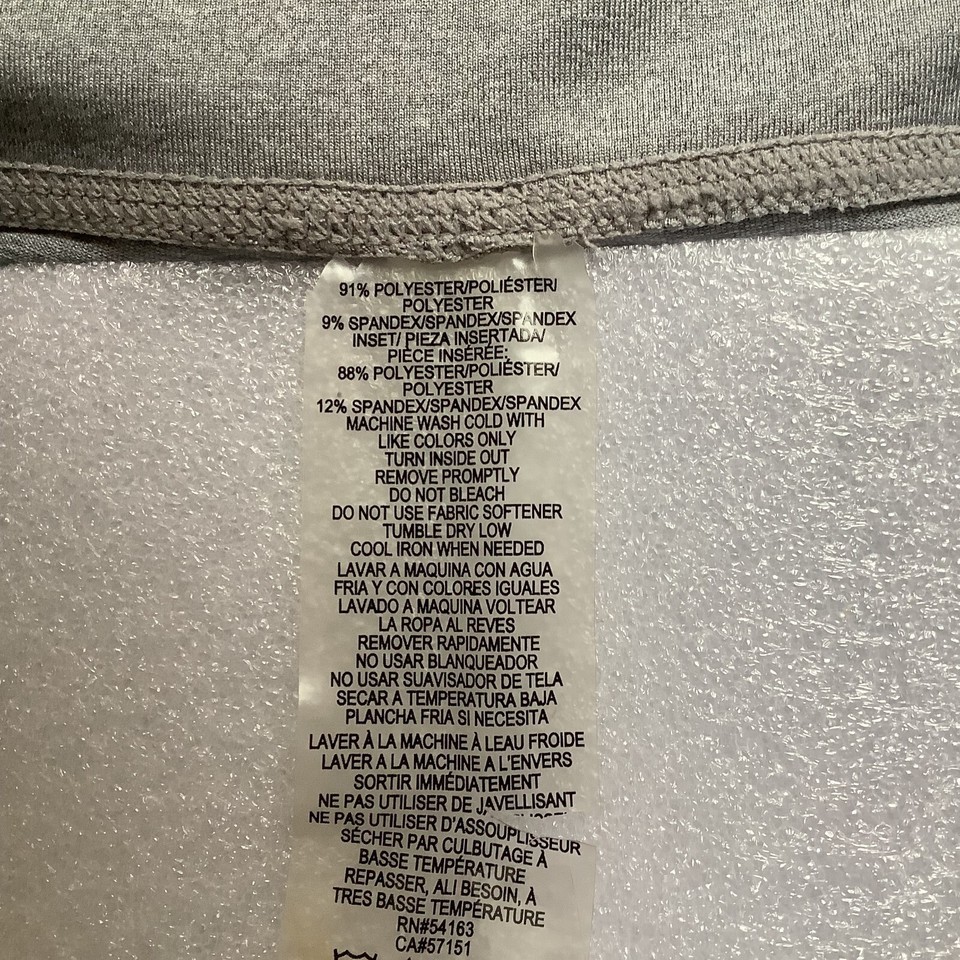 91% POLYESTER/POLIÉSTER/
POLYESTER
9% SPANDEX/SPANDEX/SPANDEX
INSET/ PIEZA INSERTADA/
PIÈCE INSÉRÉE:
88% POLYESTER/POLIÉSTER/
POLYESTER
12% SPANDEX/SPANDEX/SPANDEX
MACHINE WASH COLD WITH
LIKE COLORS ONLY
TURN INSIDE OUT
REMOVE PROMPTLY
DO NOT BLEACH
DO NOT USE FABRIC SOFTENER
TUMBLE DRY LOW
COOL IRON WHEN NEEDED
LAVAR A MAQUINA CON AGUA
FRIA Y CON COLORES IGUALES
LAVADO A MAQUINA VOLTEAR
LA ROPA AL REVES
REMOVER RAPIDAMENTE
NO USAR BLANQUEADOR
NO USAR SUAVISADOR DE TELA
SECAR A TEMPERATURA BAJA
PLANCHA FRIA SI NECESITA
LAVER À LA MACHINE À LEAU FROIDE
LAVER A LA MACHINE A L'ENVERS
SORTIR IMMÉDIATEMENT
NE PAS UTILISER DE JAVELLISANT
NE PAS UTILISER D'ASSOUPLISSEUR
SÉCHER PAR CULBUTAGE À
BASSE TEMPÉRATURE
REPASSER, ALI BESOIN, À
TRES BASSE TEMPÉRATURE
RN#54163
CA#57151